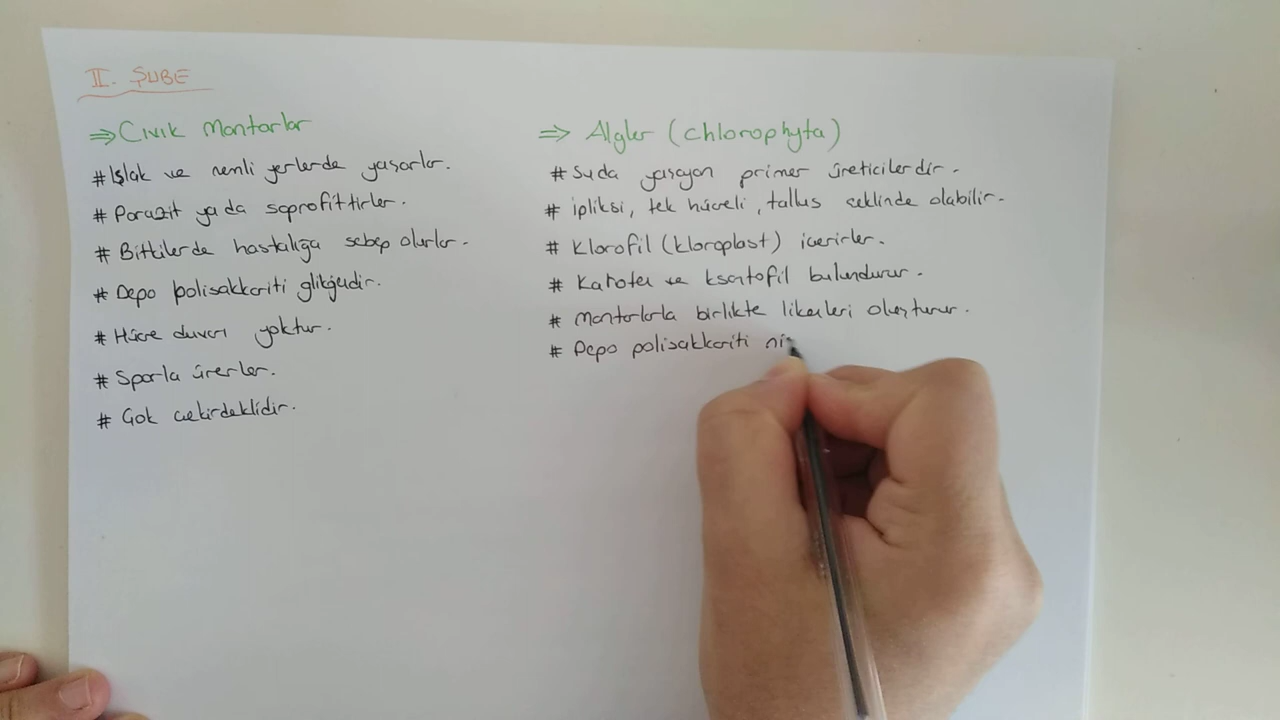 II. ŞUBE
⇒ Cıvık Mantarlar
# Islak ve nemli yerlerde yaşarlar.
# Parazit ya da saprofittirler.
# Bitkilerde hastalığa sebep olurlar.
# Depo polisakkariti glikojendir.
# Hücre duvarı yoktur.
# Sporla ürerler.
# Çok çekirdeklidir.
⇒ Algler (chlorophyta)
# Suda yaşayan primer üreticilerdir.
# ipliksi, tek hücreli, tallus şeklinde olabilir.
# Klorofil (kloroplast) içerirler.
# Karoten ve ksantofil bulundurur.
# Mantarlarla birlikte likenleri oluşturur.
# Depo polisakkariti ni